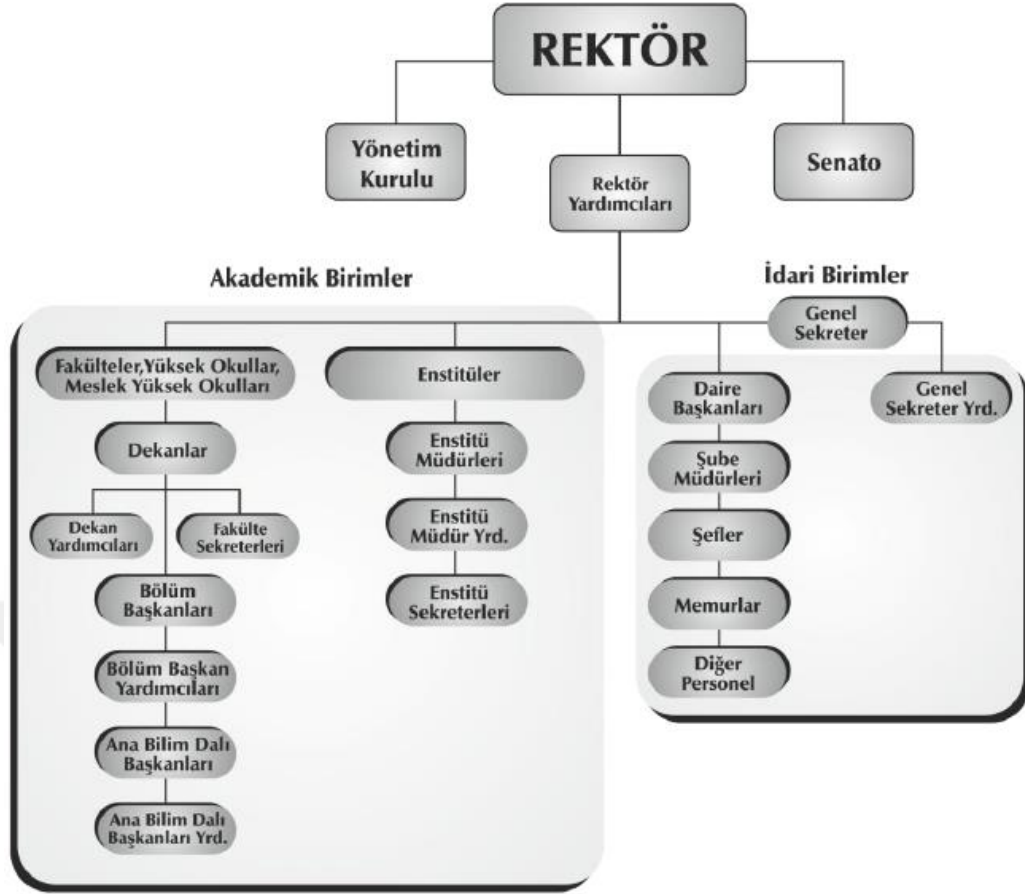 REKTÖR
Yönetim
Kurulu
Rektör
Yardımcıları
Senato
Akademik Birimler
İdari Birimler
Genel
Sekreter
Fakülteler,Yüksek Okullar,
Meslek Yüksek Okulları
Enstitüler
Daire
Başkanları
Genel
Sekreter Yrd.
Dekanlar
Enstitü
Müdürleri
Şube
Müdürleri
Dekan
Yardımcıları
Fakülte
Sekreterleri
Enstitü
Müdür Yrd.
Şefler
Bölüm
Başkanları
Enstitü
Sekreterleri
Memurlar
Bölüm Başkan
Yardımcıları
Diğer
Personel
Ana Bilim Dalı
Başkanları
Ana Bilim Dalı
Başkanları Yrd.